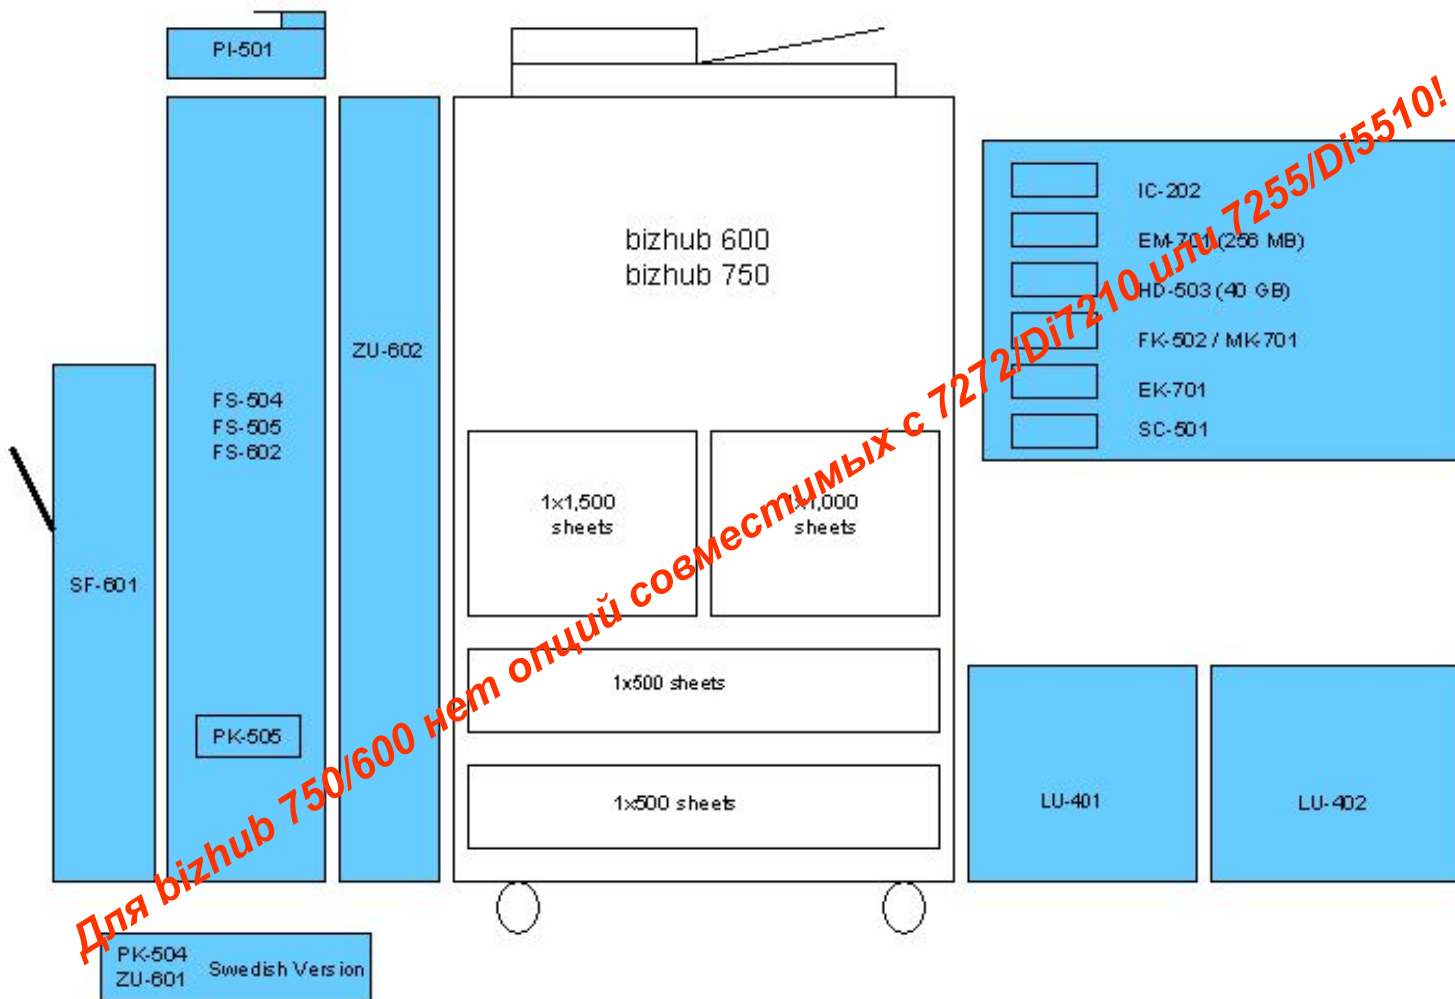 PI-501
bizhub 600
bizhub 750
ZU-602
FS-504
FS-505
FS-602
SF-601
PK-505
1x1,500
sheets
1x1,000
sheets
1x500 sheets
1x500 sheets
IC-202
EM-701 (256 MB)
HD-503 (40 GB)
FK-502 / MK-701
EK-701
SC-501
LU-401
LU-402
PK-504
ZU-601
Swedish Version
Для bizhub 750/600 нет опций совместимых с 7272/Di7210 или 7255/Di5510!